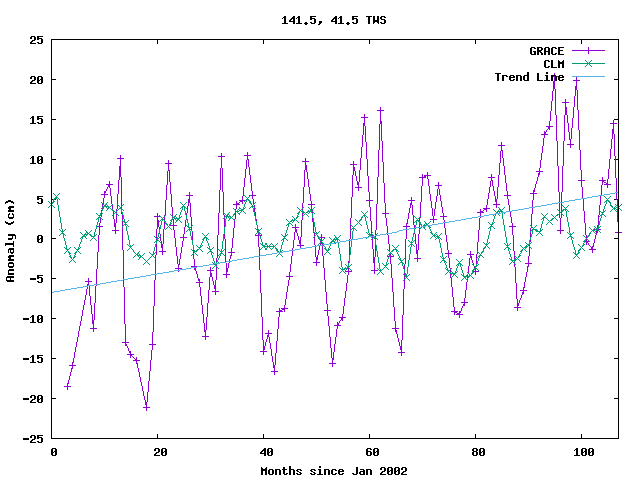 141.5, 41.5 TWS
GRACE
CLM
Trend Line
25
20
15
10
5
0
-5
-10
-15
-20
-25
Anomaly (cm)
0 20 40 60 80 100
Months since Jan 2002